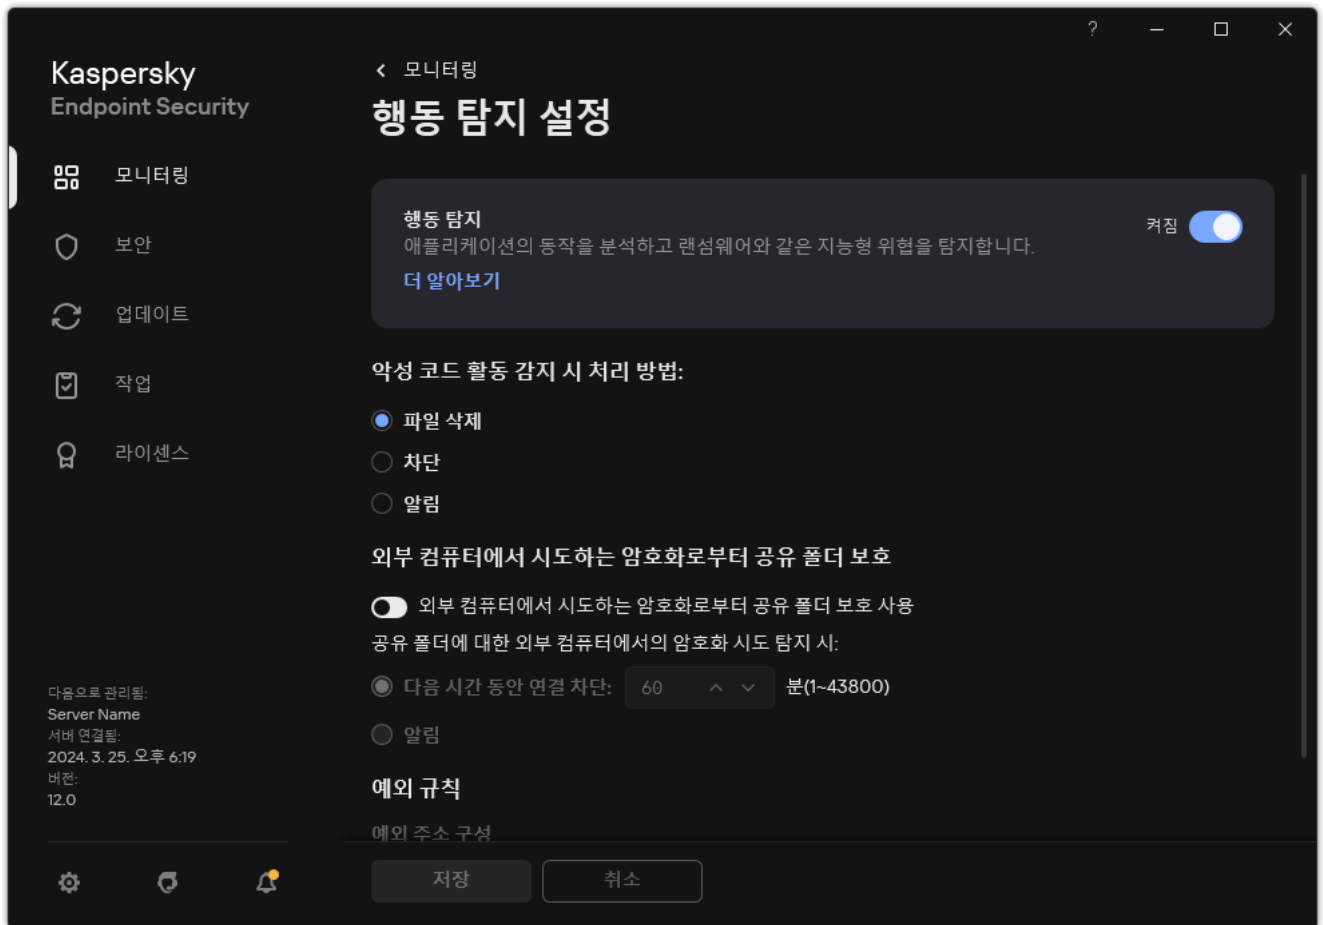 ?
Kaspersky
Endpoint Security
모니터링
보안
업데이트
작업
라이센스
다음으로 관리됨:
Server Name
서버 연결됨:
2024. 3. 25. 오후 6:19
버전:
12.0
모니터링
행동 탐지 설정
행동 탐지
켜짐
애플리케이션의 동작을 분석하고 랜섬웨어와 같은 지능형 위협을 탐지합니다.
더 알아보기
악성 코드 활동 감지 시 처리 방법:
파일 삭제
차단
알림
외부 컴퓨터에서 시도하는 암호화로부터 공유 폴더 보호
외부 컴퓨터에서 시도하는 암호화로부터 공유 폴더 보호 사용
공유 폴더에 대한 외부 컴퓨터에서의 암호화 시도 탐지 시:
다음 시간 동안 연결 차단: 60 분(1~43800)
알림
예외 규칙
예외 주소 구성
저장 취소